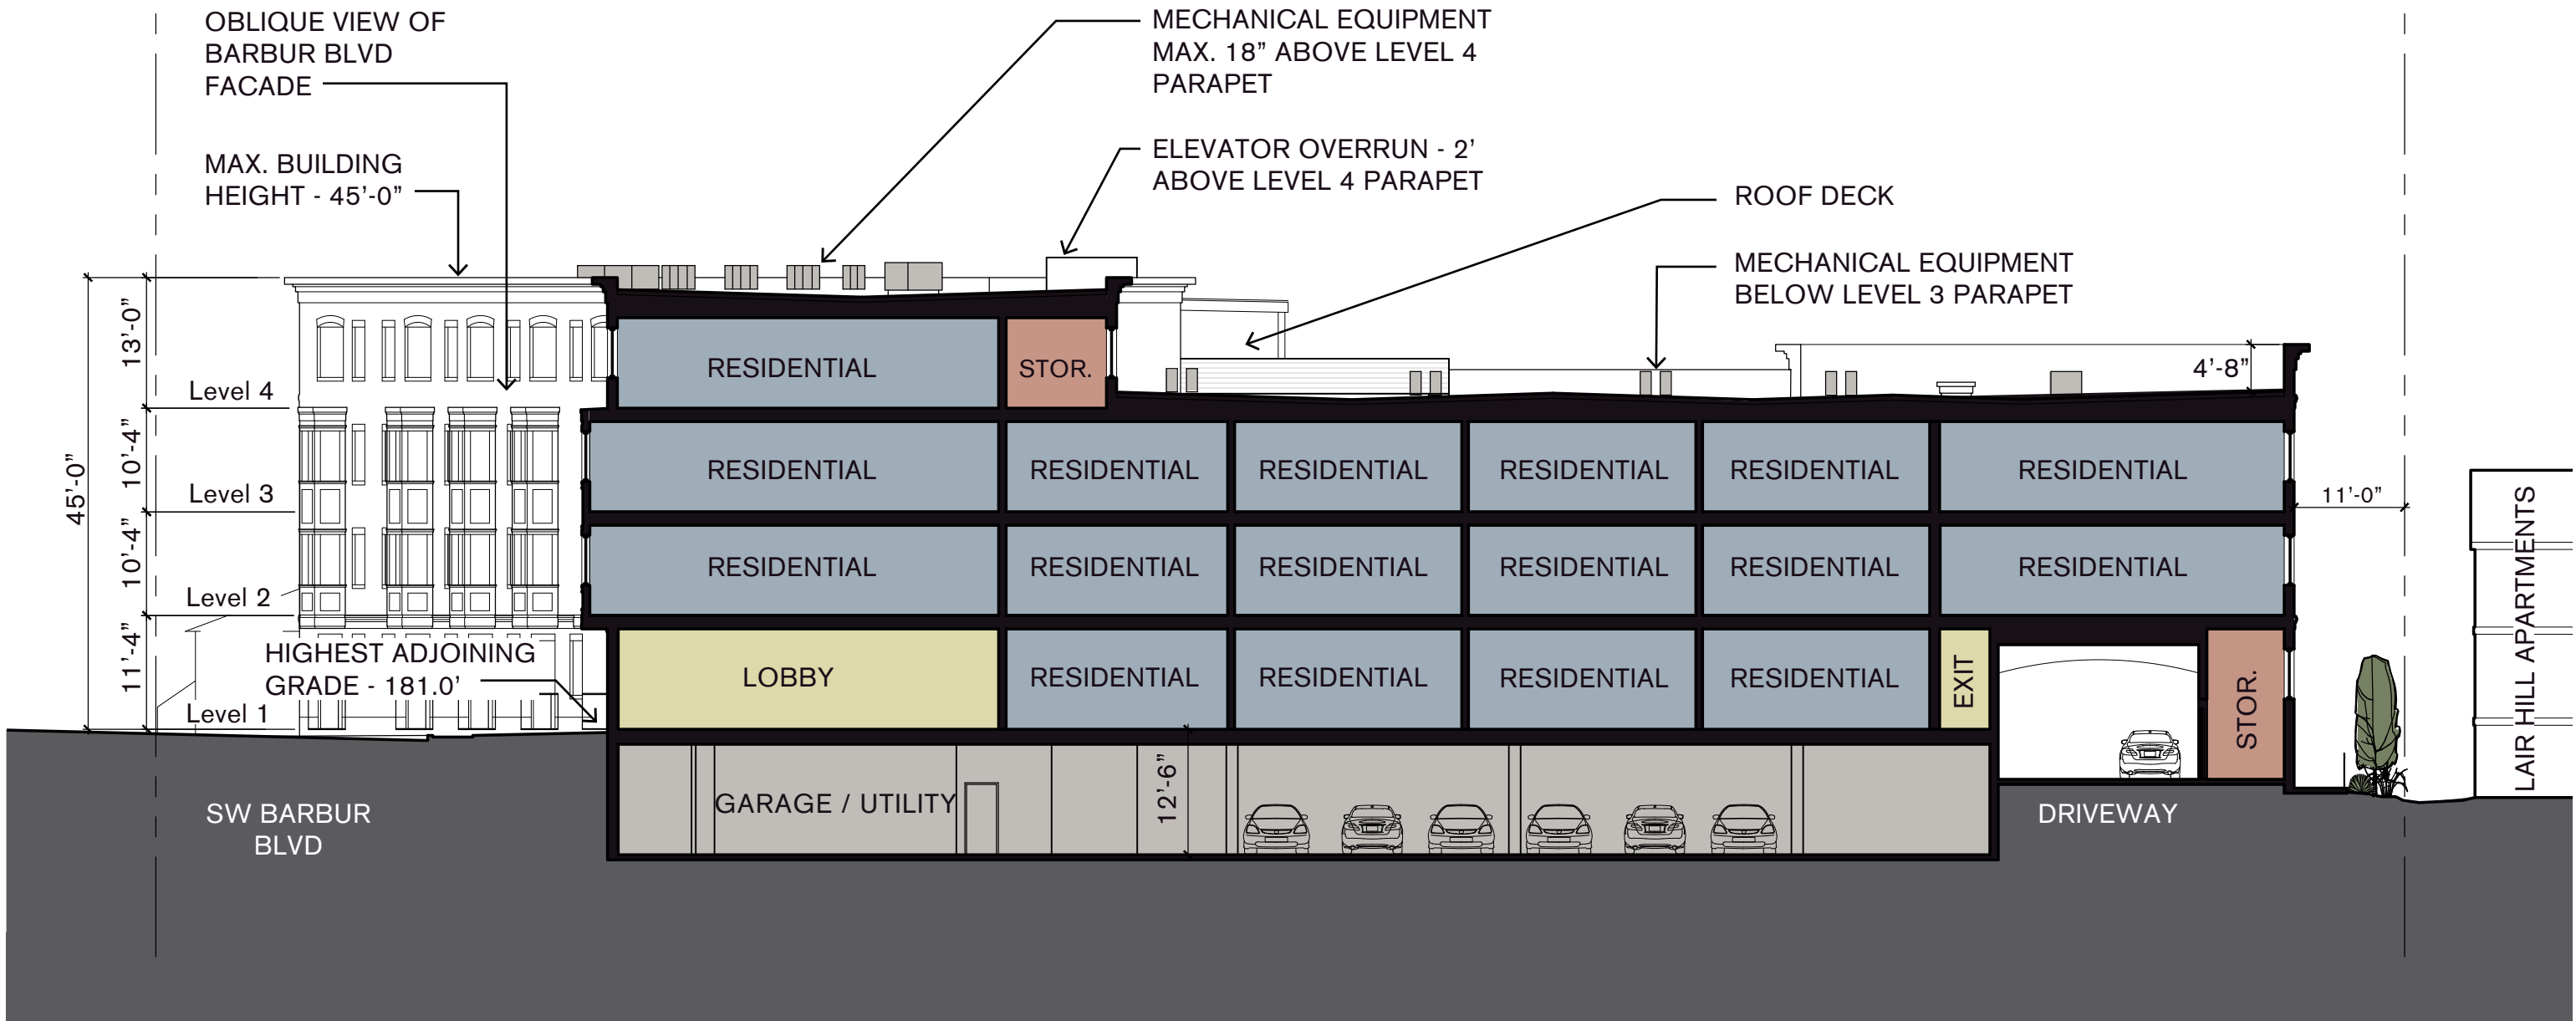 OBLIQUE VIEW OF
BARBUR BLVD
FACADE
MAX. BUILDING
HEIGHT - 45'-0”
MECHANICAL EQUIPMENT
MAX. 18” ABOVE LEVEL 4
PARAPET
ELEVATOR OVERRUN - 2'
ABOVE LEVEL 4 PARAPET
ROOF DECK
MECHANICAL EQUIPMENT
BELOW LEVEL 3 PARAPET
45'-0”
13'-0”
10'-4”
10'-4”
11'-4”
Level 4
Level 3
Level 2
Level 1
HIGHEST ADJOINING
GRADE - 181.0'
4'-8”
11'-0”
RESIDENTIAL
STOR.
RESIDENTIAL
RESIDENTIAL
RESIDENTIAL
RESIDENTIAL
RESIDENTIAL
RESIDENTIAL
RESIDENTIAL
RESIDENTIAL
RESIDENTIAL
RESIDENTIAL
RESIDENTIAL
RESIDENTIAL
LOBBY
RESIDENTIAL
RESIDENTIAL
RESIDENTIAL
RESIDENTIAL
EXIT
STOR.
GARAGE / UTILITY
12'-6”
SW BARBUR
BLVD
DRIVEWAY
LAIR HILL APARTMENTS